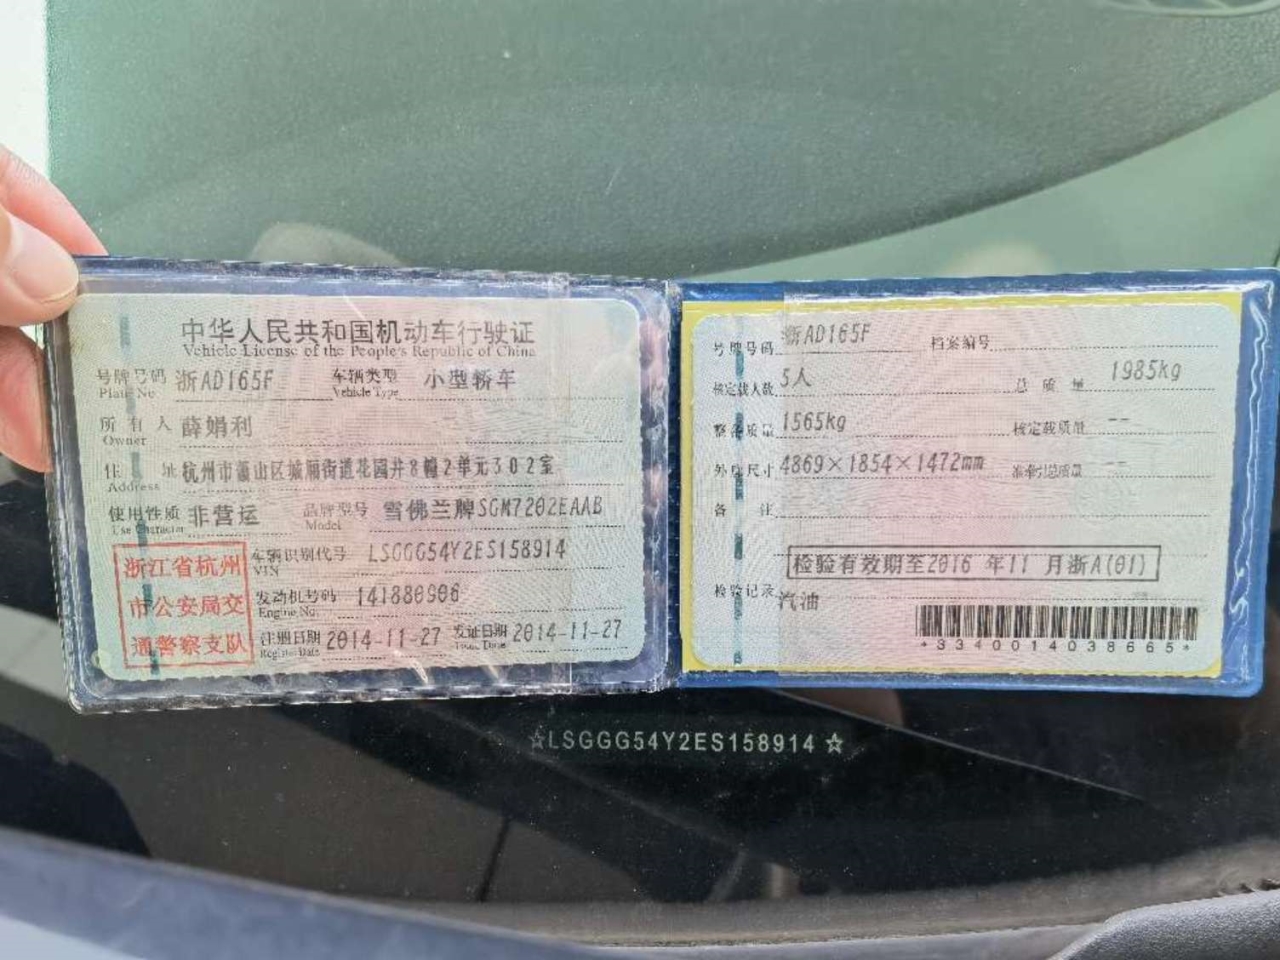 中华人民共和国机动车行驶证
Vehicle License of the People's Republic of China
号牌号码 浙AD165F 车辆类型 小型轿车
Plate No. Vehicle Type
所有人 薛娟利
Owner
住址 杭州市萧山区城厢街道花园井8幢2单元302室
Address
使用性质 非营运 品牌型号 雪佛兰牌SGM7202EAAB
Use Character Model
浙江省杭州
市公安局交
通警察支队
车辆识别代号 LSGGG54Y2ES158914
VIN
发动机号码 141880906
Engine No.
注册日期 2014-11-27 发证日期 2014-11-27
Register Date Issue Date
号牌号码 浙AD165F 档案编号
核定载人数 5人 总质量 1985kg
整备质量 1565kg 核定载质量 --
外廓尺寸 4869×1854×1472mm 准牵引总质量 --
备注
检验有效期至2016 年11 月浙A(01)
检验记录
汽油
*3340014038665*
☆LSGGG54Y2ES158914☆